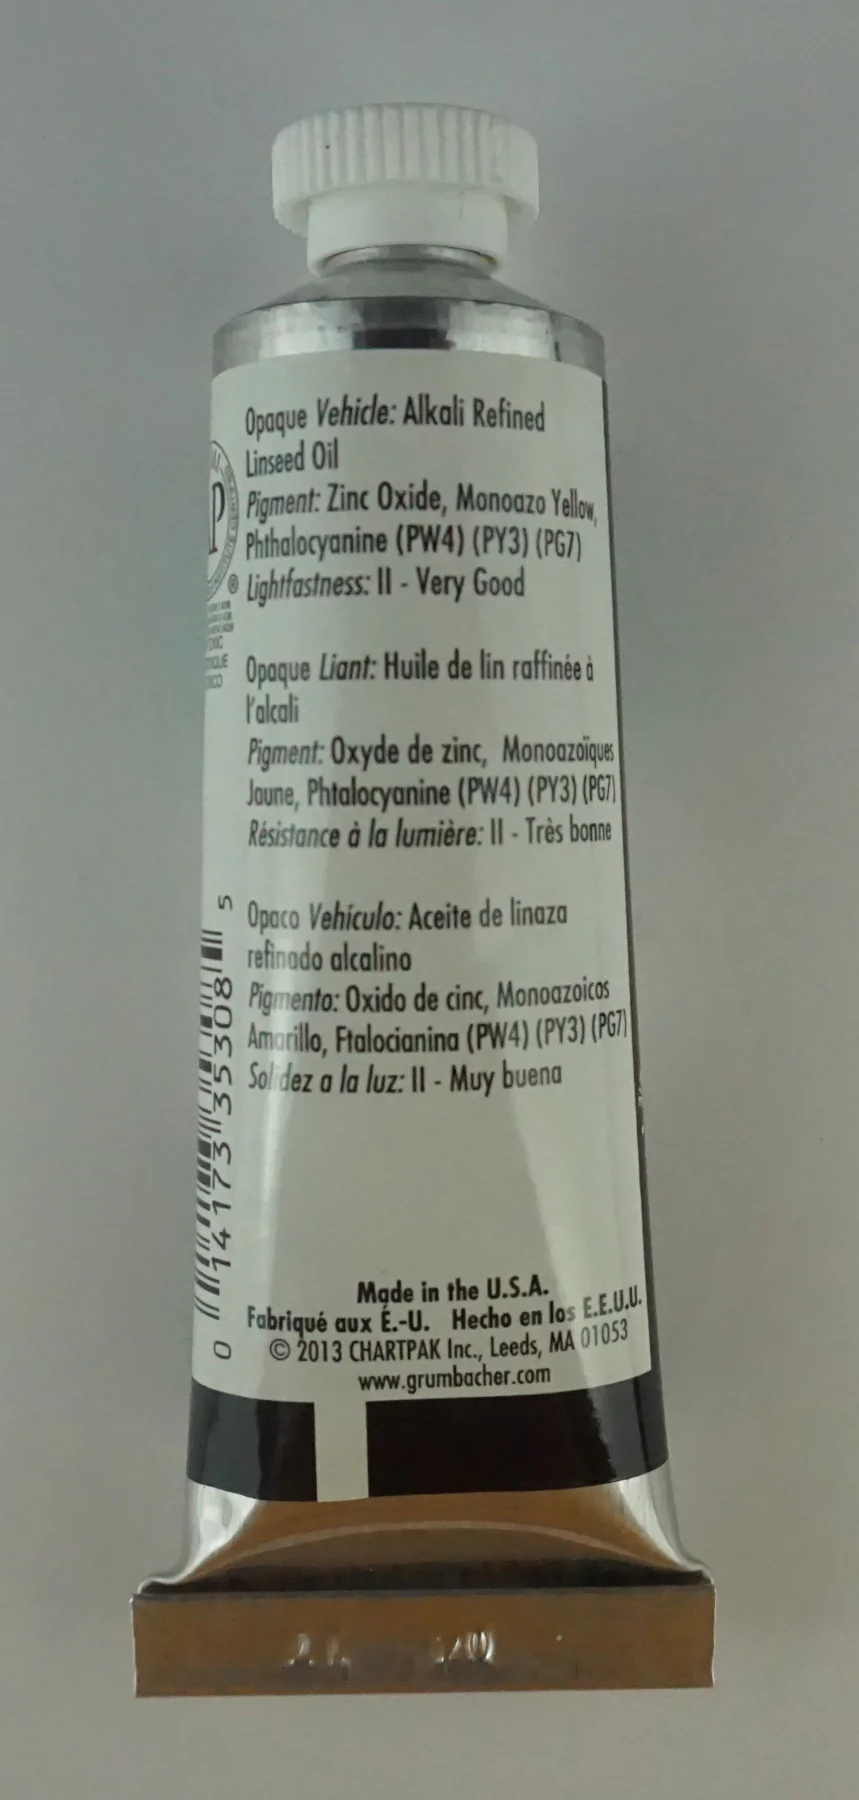 Opaque Vehicle: Alkali Refined
Linseed Oil
Pigment: Zinc Oxide, Monoazo Yellow,
Phthalocyanine (PW4) (PY3) (PG7)
Lightfastness: II - Very Good
Opaque Liant: Huile de lin raffinée à
l'alcali
Pigment: Oxyde de zinc, Monoazoïques
Jaune, Phtalocyanine (PW4) (PY3) (PG7)
Résistance à la lumière: II - Très bonne
Opaco Vehículo: Aceite de linaza
refinado alcalino
Pigmento: Oxido de cinc, Monoazoicos
Amarillo, Ftalocianina (PW4) (PY3) (PG7)
Solidez a la luz: II - Muy buena
0 14173 35308 5
Made in the U.S.A.
Fabriqué aux É.-U. Hecho en los E.E.U.U.
© 2013 CHARTPAK Inc., Leeds, MA 01053
www.grumbacher.com